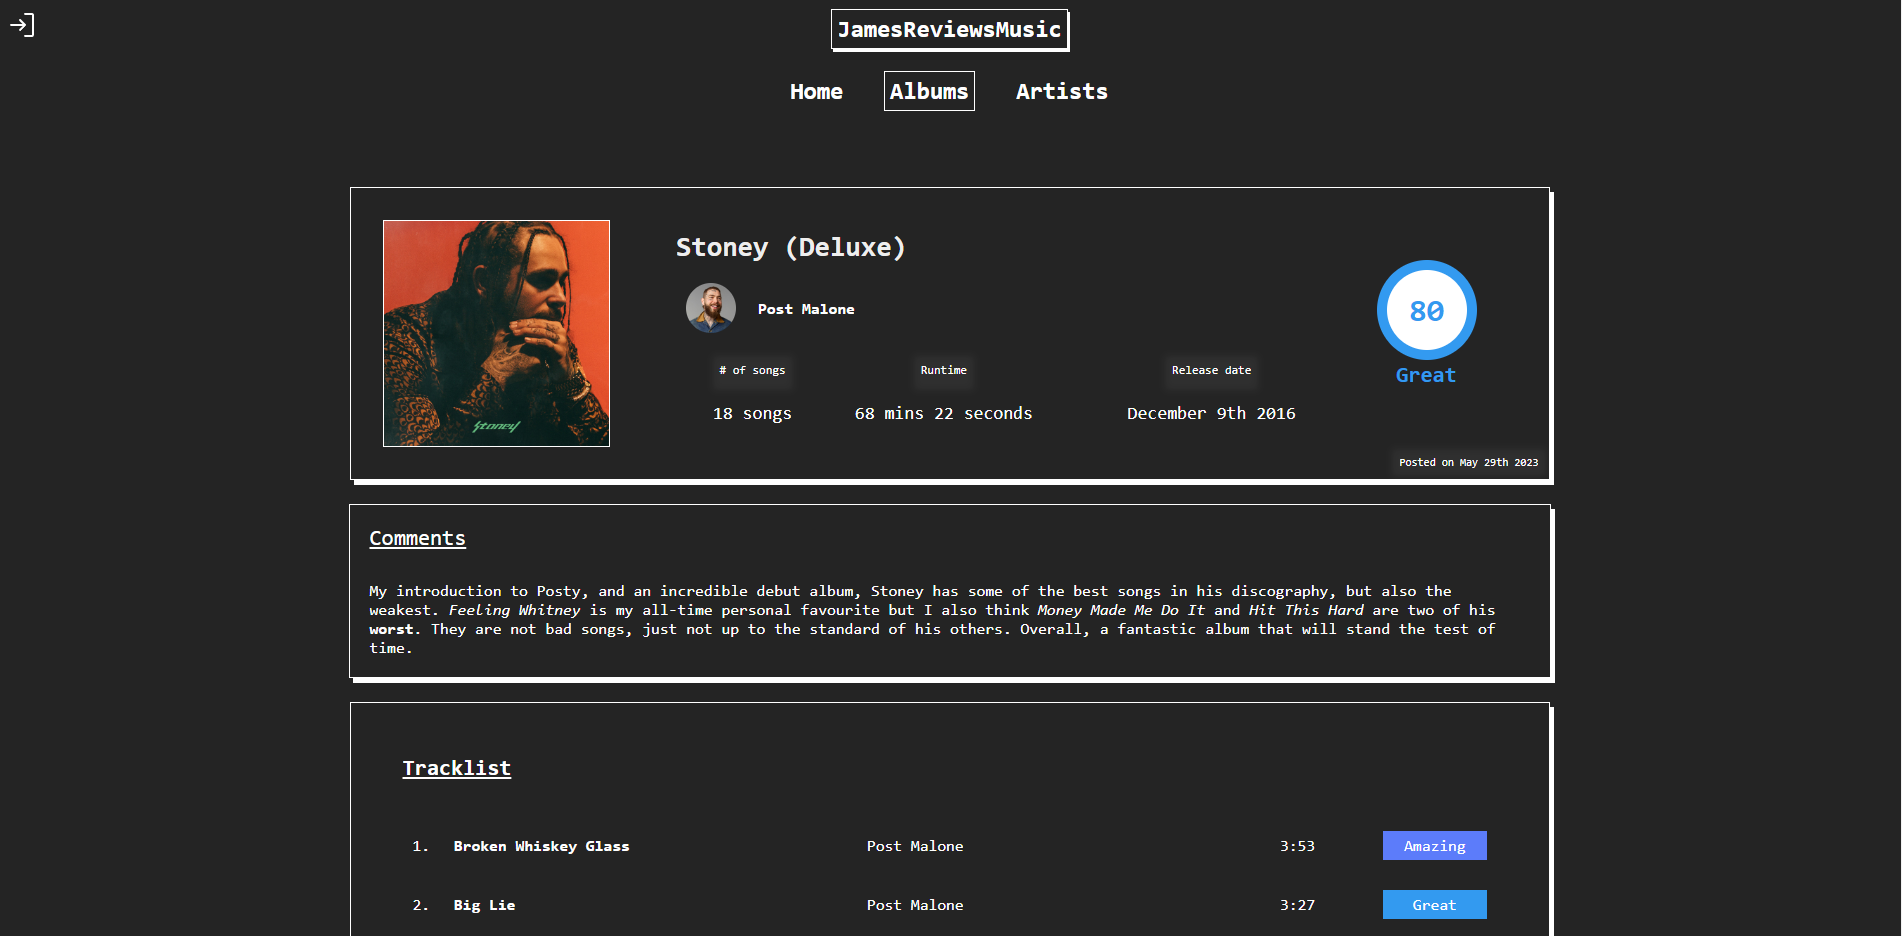 JamesReviewsMusic
Home Albums Artists
Stoney (Deluxe)
Post Malone
# of songs Runtime Release date
18 songs 68 mins 22 seconds December 9th 2016
80
Great
Stoney
Posted on May 29th 2023
Comments
My introduction to Posty, and an incredible debut album, Stoney has some of the best songs in his discography, but also the
weakest. Feeling Whitney is my all-time personal favourite but I also think Money Made Me Do It and Hit This Hard are two of his
worst. They are not bad songs, just not up to the standard of his others. Overall, a fantastic album that will stand the test of
time.
Tracklist
1. Broken Whiskey Glass Post Malone 3:53 Amazing
2. Big Lie Post Malone 3:27 Great